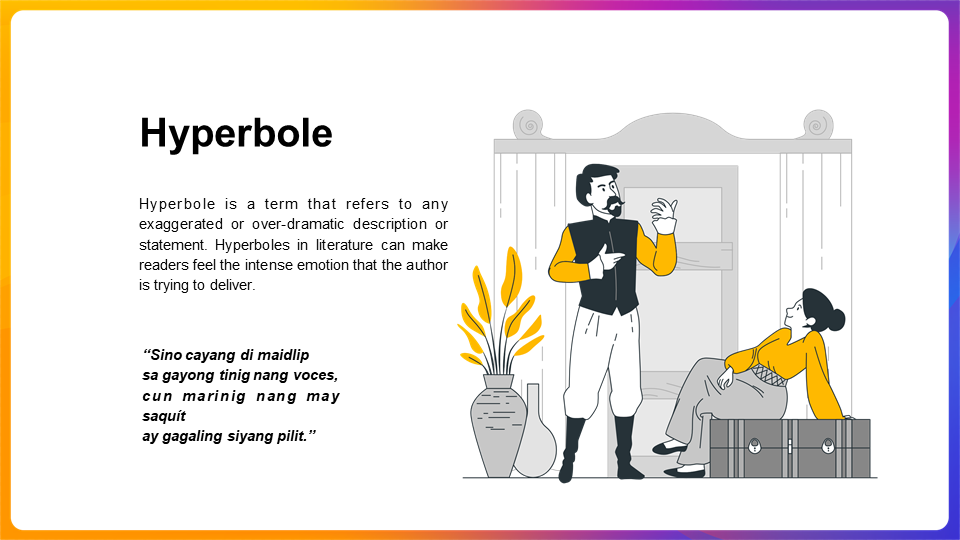 Hyperbole
Hyperbole is a term that refers to any
exaggerated or over-dramatic description or
statement. Hyperboles in literature can make
readers feel the intense emotion that the author
is trying to deliver.
“Sino cayang di maidlip
sa gayong tinig nang voces,
cun marinig nang may
saquít
ay gagaling siyang pilit.”